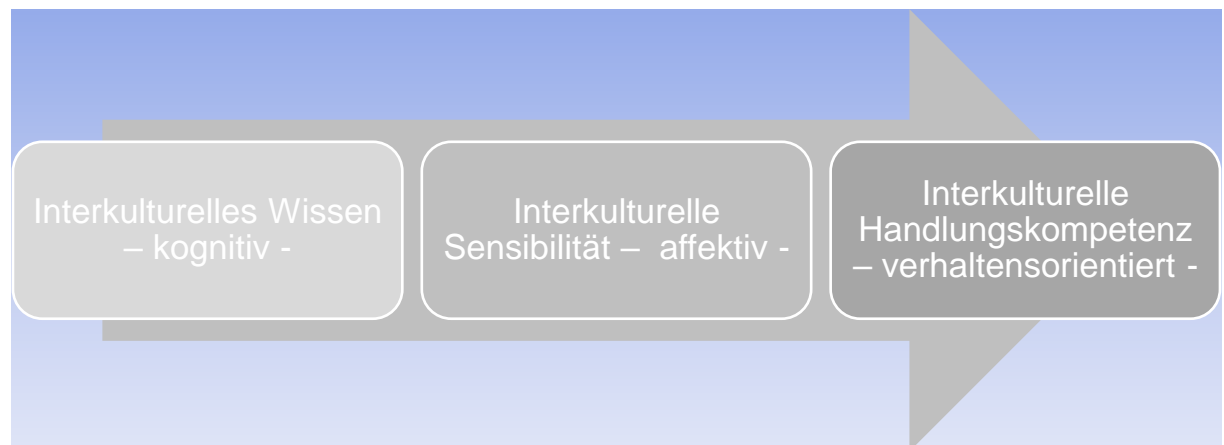 Interkulturelles Wissen
– kognitiv -
Interkulturelle
Sensibilität – affektiv -
Interkulturelle
Handlungskompetenz
– verhaltensorientiert -